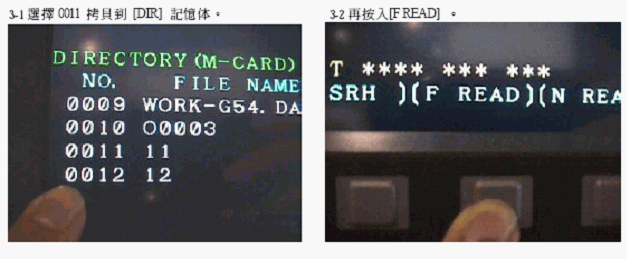 3-1 選擇 0011 拷貝到 [DIR] 記憶体。
DIRECTORY (M-CARD)
NO. FILE NAME
0009 WORK-G54. DA
0010 O0003
0011 11
0012 12
3-2 再按入[F READ] 。
T **** *** ***
SRH )(F READ)(N REA